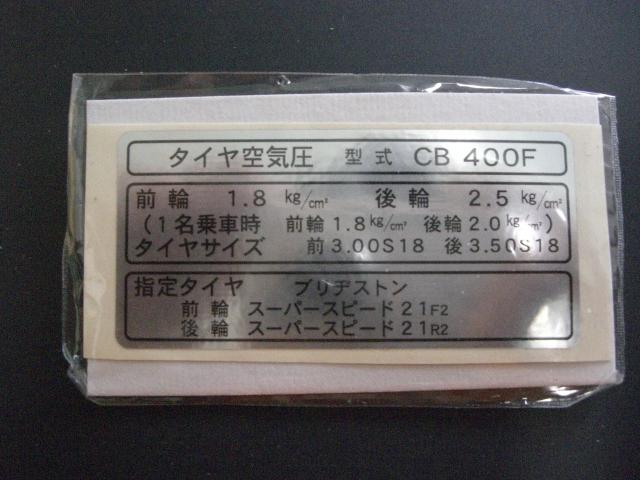 タイヤ空気圧 型式 CB 400F
前輪 1.8 kg/cm² 後輪 2.5 kg/cm²
(1名乗車時 前輪1.8kg/cm² 後輪2.0kg/cm²)
タイヤサイズ 前3.00S18 後3.50S18
指定タイヤ ブリヂストン
前輪 スーパースピード21F2
後輪 スーパースピード21R2